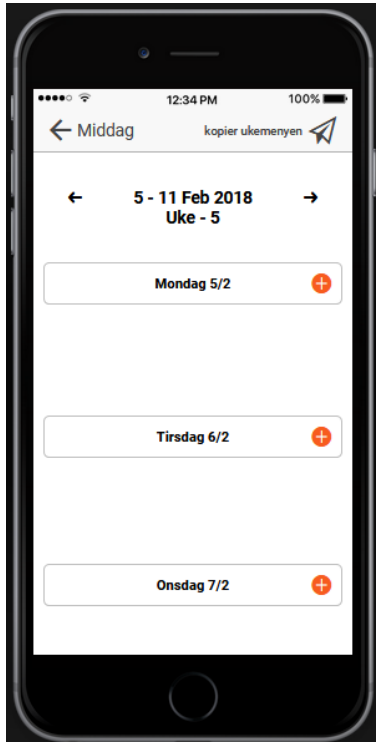 12:34 PM
100%
Middag
kopier ukemenyen
5 - 11 Feb 2018
Uke - 5
Mondag 5/2
Tirsdag 6/2
Onsdag 7/2